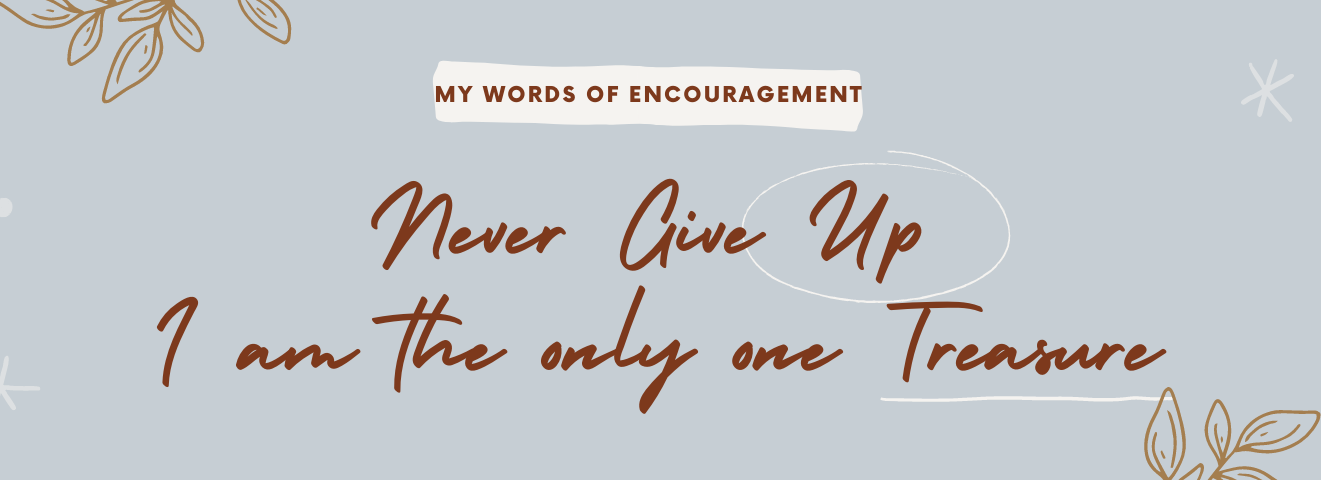 MY WORDS OF ENCOURAGEMENT
Never Give Up
I am the only one Treasure